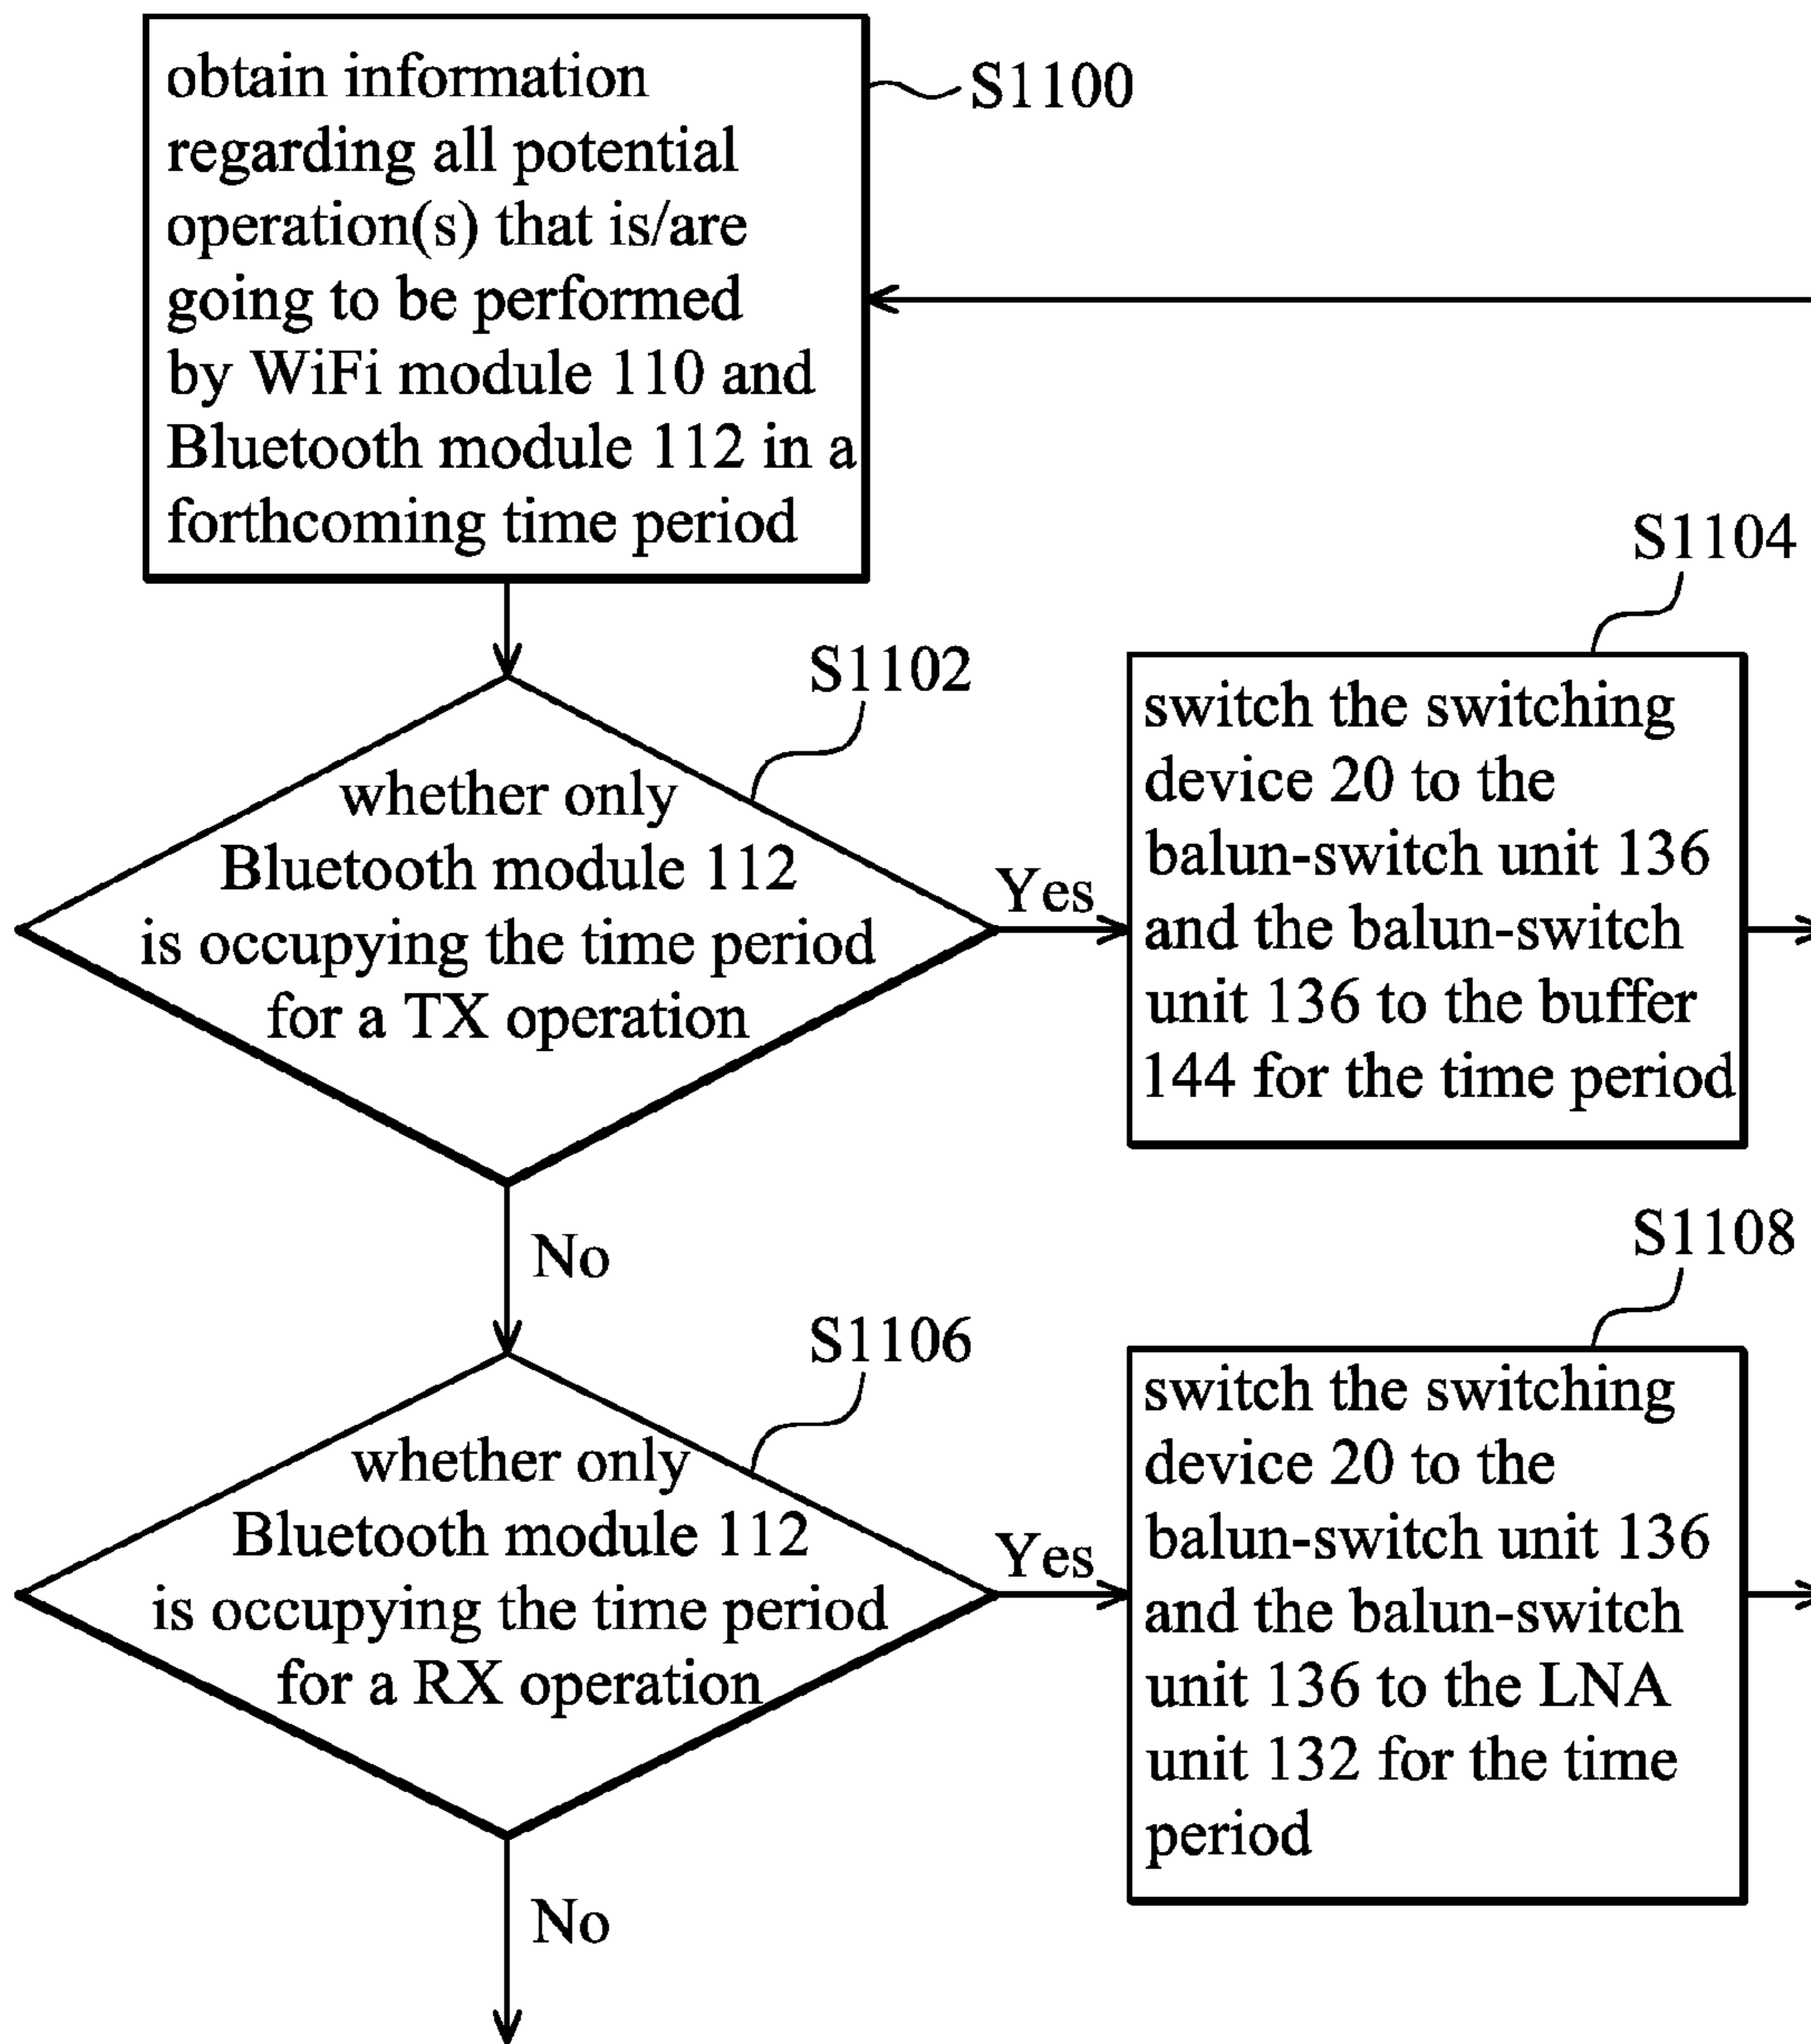 obtain information
regarding all potential
operation(s) that is/are
going to be performed
by WiFi module 110 and
Bluetooth module 112 in a
forthcoming time period
S1100
S1102
whether only
Bluetooth module 112
is occupying the time period
for a TX operation
Yes
No
S1104
switch the switching
device 20 to the
balun-switch unit 136
and the balun-switch
unit 136 to the buffer
144 for the time period
S1106
whether only
Bluetooth module 112
is occupying the time period
for a RX operation
Yes
No
S1108
switch the switching
device 20 to the
balun-switch unit 136
and the balun-switch
unit 136 to the LNA
unit 132 for the time
period